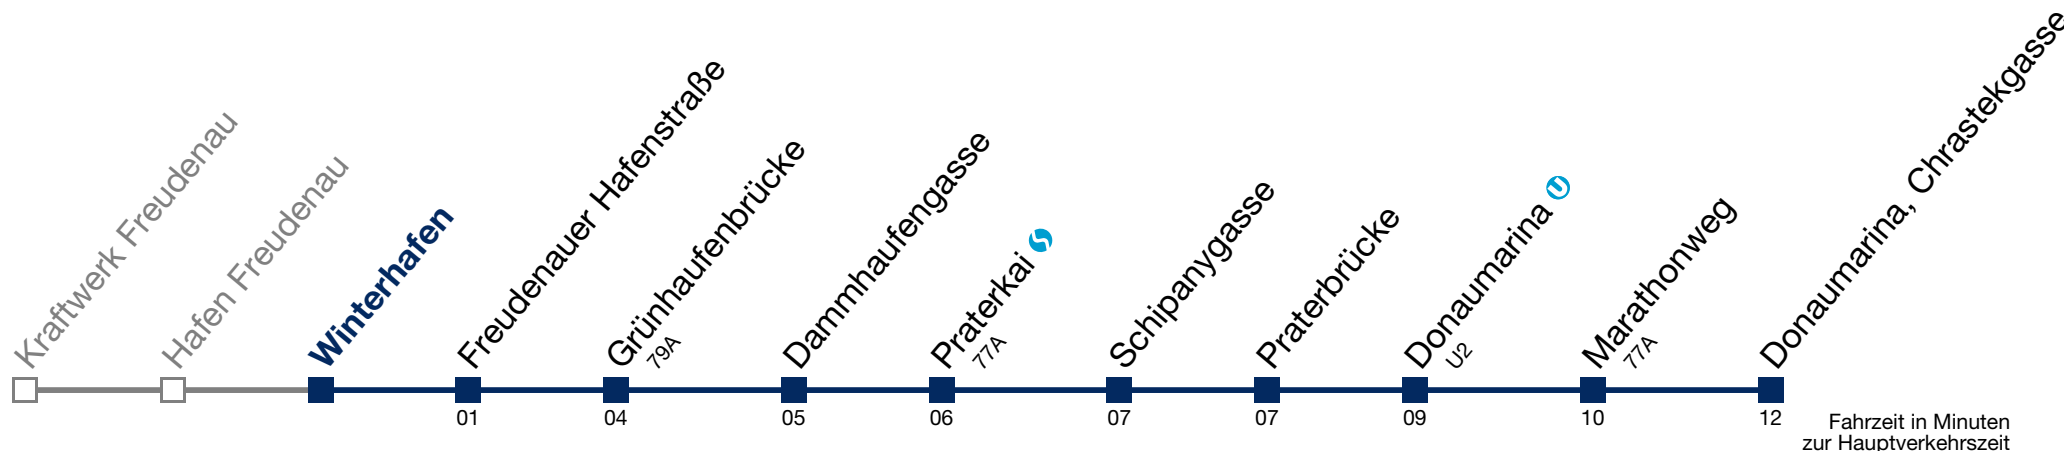 Kraftwerk Freudenau
Hafen Freudenau
Winterhafen
Freudenauer Hafenstraße
01
Grünhaufenbrücke
79A
04
Dammhaufengasse
05
Praterkai
77A
06
Schipanygasse
07
Praterbrücke
07
Donaumarina
U2
09
Marathonweg
77A
10
Donaumarina, Chrastekgasse
12
Fahrzeit in Minuten
zur Hauptverkehrszeit